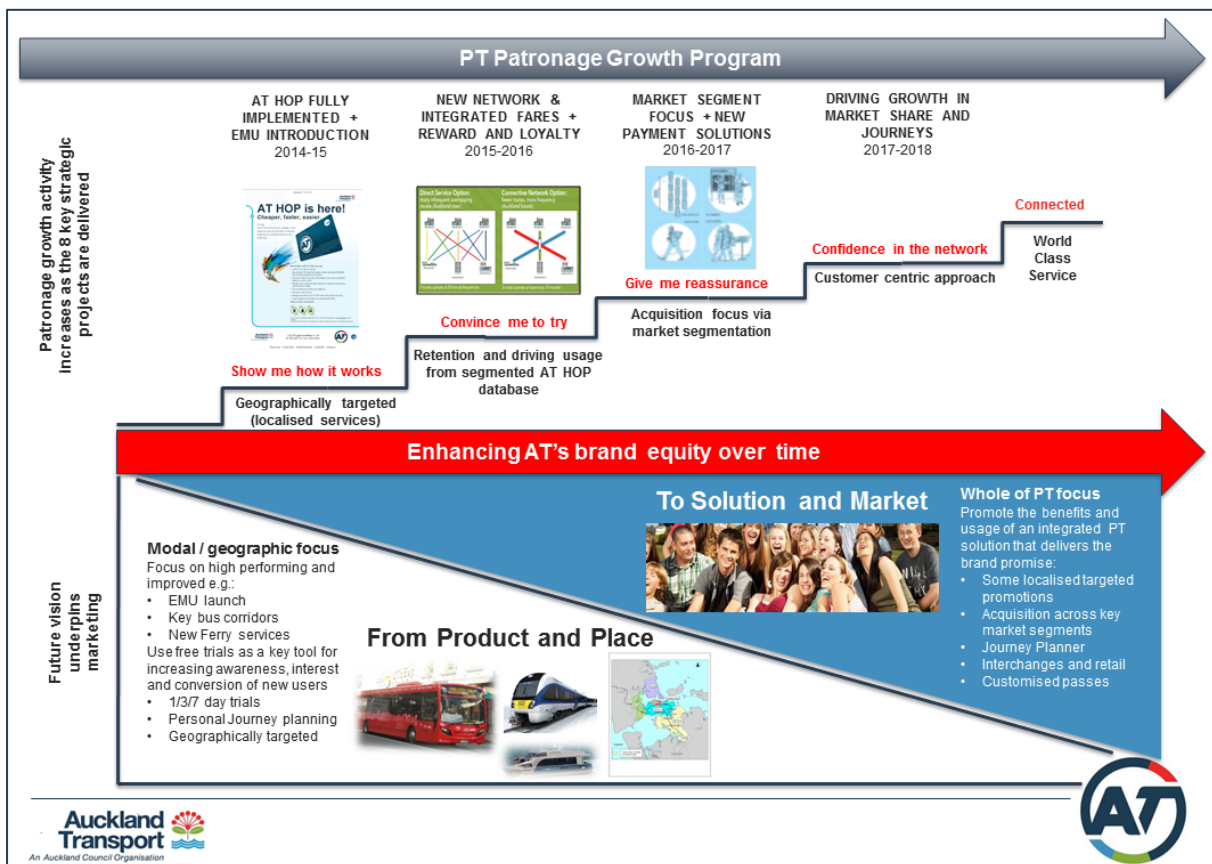 PT Patronage Growth Program
Patronage growth activity
increases as the 8 key strategic
projects are delivered
AT HOP FULLY
IMPLEMENTED +
EMU INTRODUCTION
2014-15
NEW NETWORK &
INTEGRATED FARES +
REWARD AND LOYALTY
2015-2016
MARKET SEGMENT
FOCUS + NEW
PAYMENT SOLUTIONS
2016-2017
DRIVING GROWTH IN
MARKET SHARE AND
JOURNEYS
2017-2018
AT HOP is here!
Cheaper, faster, easier.
AT
Direct Service Option:
Connective Network Option:
Show me how it works
Geographically targeted
(localised services)
Convince me to try
Retention and driving usage
from segmented AT HOP
database
Give me reassurance
Acquisition focus via
market segmentation
Confidence in the network
Customer centric approach
Connected
World
Class
Service
Enhancing AT's brand equity over time
Future vision
underpins
marketing
Modal / geographic focus
Focus on high performing and
improved e.g.:
• EMU launch
• Key bus corridors
• New Ferry services
Use free trials as a key tool for
increasing awareness, interest
and conversion of new users
• 1/3/7 day trials
• Personal Journey planning
• Geographically targeted
From Product and Place
To Solution and Market
Whole of PT focus
Promote the benefits and
usage of an integrated PT
solution that delivers the
brand promise:
• Some localised targeted
promotions
• Acquisition across key
market segments
• Journey Planner
• Interchanges and retail
• Customised passes
Auckland
Transport
An Auckland Council Organisation
AT